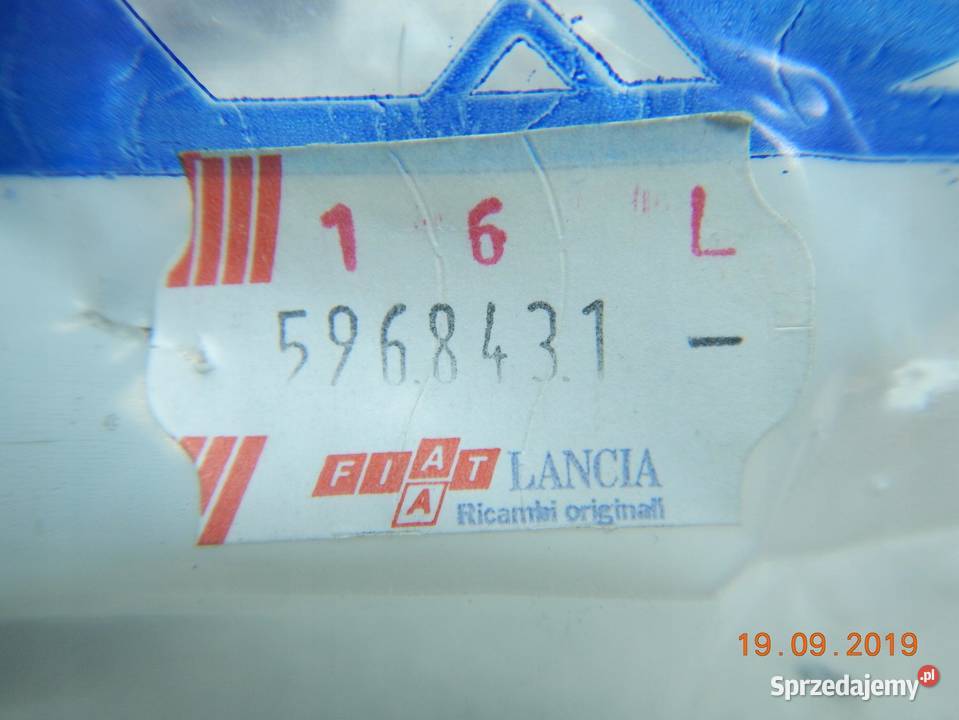 1 6 L
5968431 -
FIAT LANCIA
A
Ricambi originali
19.09.2019
Sprzedajemy.pl